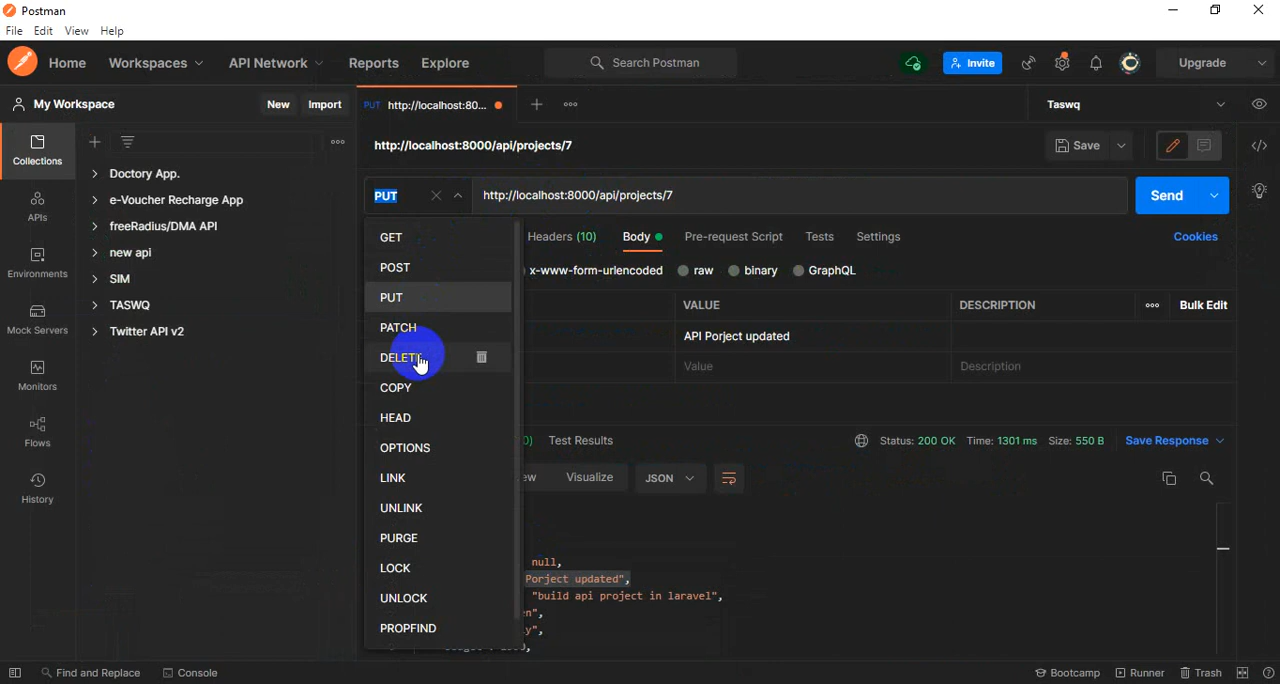 Postman
File Edit View Help
Home Workspaces API Network Reports Explore Search Postman Invite Upgrade
My Workspace New Import PUT http://localhost:80... Taswq
http://localhost:8000/api/projects/7 Save
Collections
APIs
Environments
Mock Servers
Monitors
Flows
History
Doctory App.
e-Voucher Recharge App
freeRadius/DMA API
new api
SIM
TASWQ
Twitter API v2
PUT http://localhost:8000/api/projects/7 Send
GET
POST
PUT
PATCH
DELETE
COPY
HEAD
OPTIONS
LINK
UNLINK
PURGE
LOCK
UNLOCK
PROPFIND
Headers (10) Body Pre-request Script Tests Settings Cookies
x-www-form-urlencoded raw binary GraphQL
VALUE DESCRIPTION Bulk Edit
API Porject updated
Value Description
Test Results Status: 200 OK Time: 1301 ms Size: 550 B Save Response
Visualize JSON
null,
Porject updated",
"build api project in laravel",
Find and Replace Console Bootcamp Runner Trash